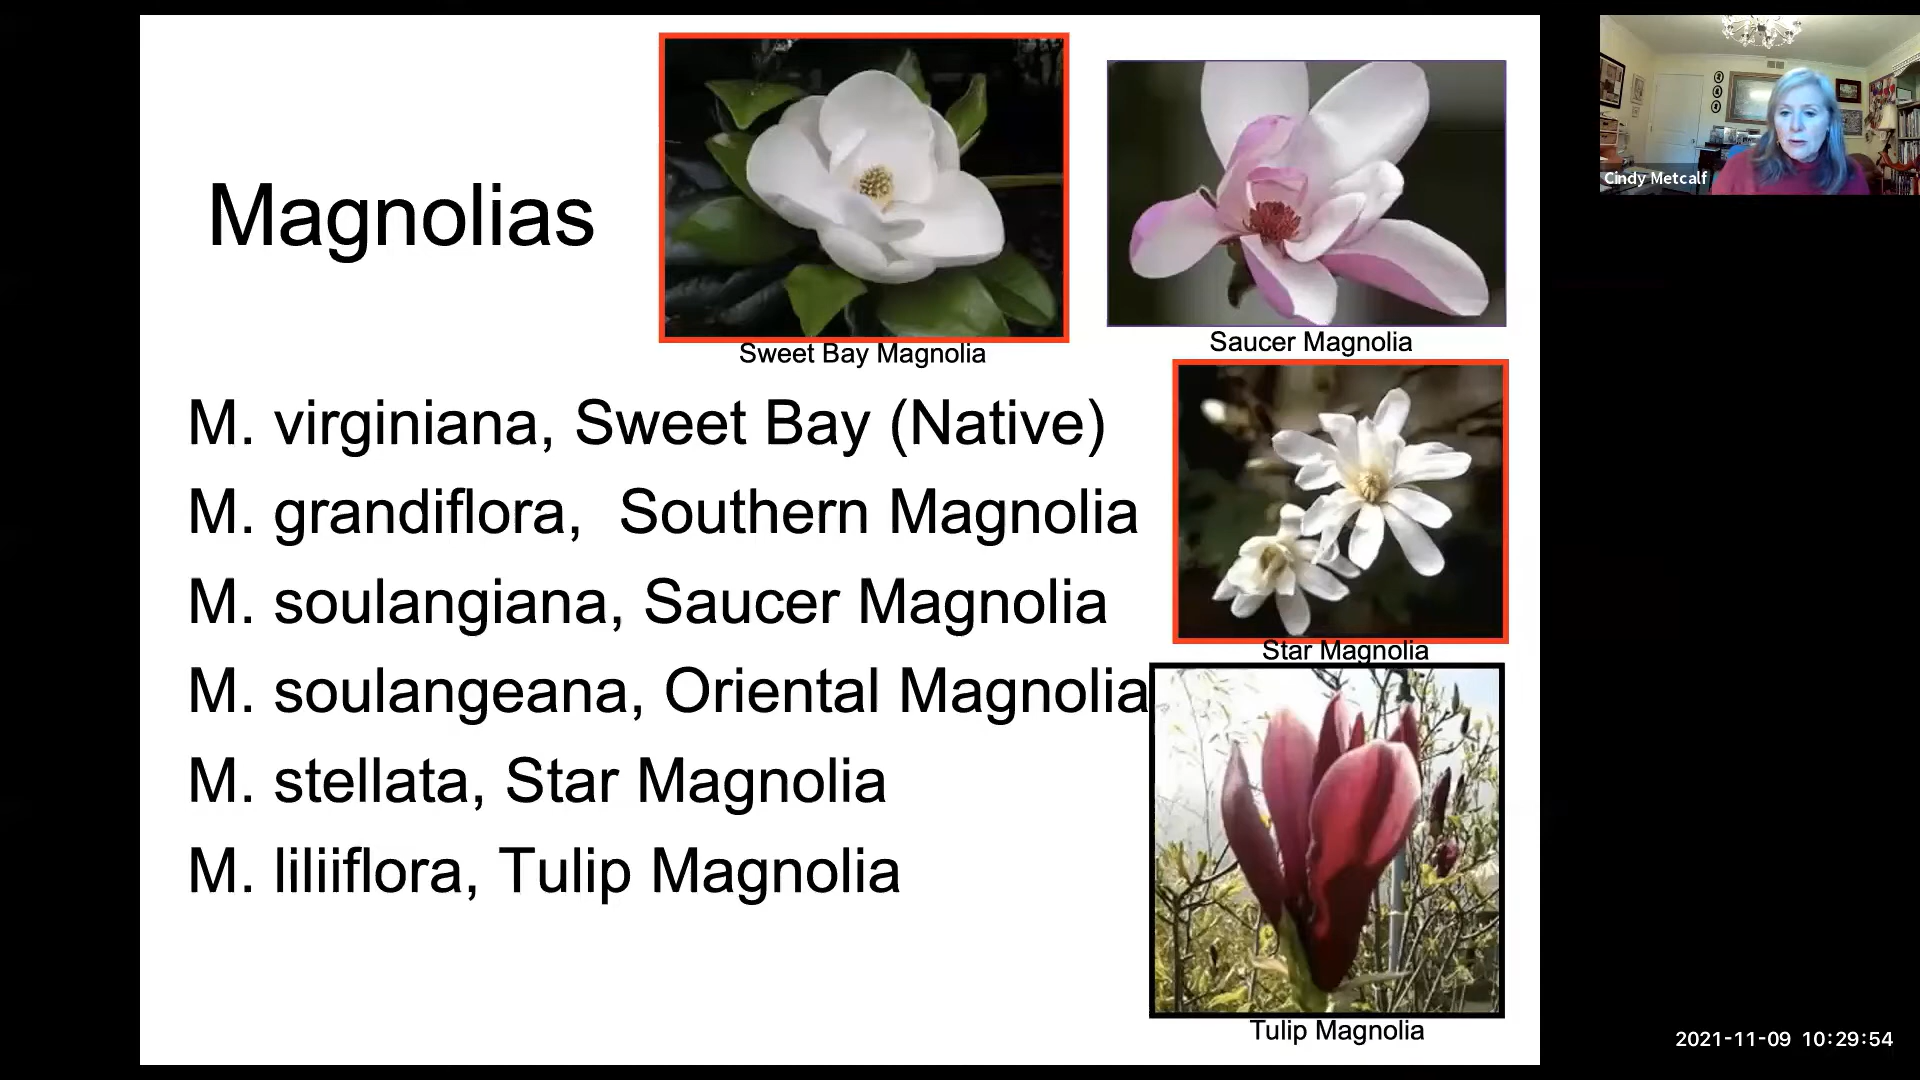 Magnolias
Sweet Bay Magnolia
Saucer Magnolia
M. virginiana, Sweet Bay (Native)
M. grandiflora,  Southern Magnolia
M. soulangiana, Saucer Magnolia
M. soulangeana, Oriental Magnolia
M. stellata, Star Magnolia
M. liliiflora, Tulip Magnolia
Star Magnolia
Tulip Magnolia
Cindy Metcalf
2021-11-09 10:29:54